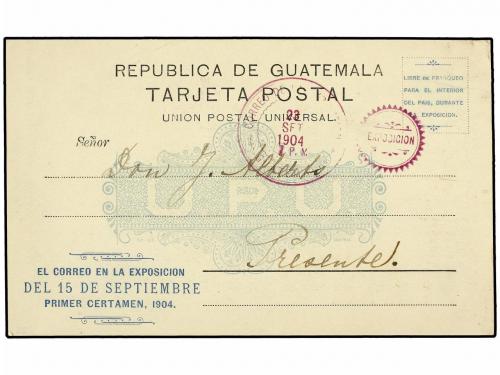 REPUBLICA DE GUATEMALA
TARJETA POSTAL
UNION POSTAL UNIVERSAL.
LIBRE de FRANQUEO
PARA EL INTERIOR
DEL PAIS, DURANTE
EXPOSICION.
23
SET
1904
P.V.
EXPOSICION
Señor
Don J.
U.P.U.
Presente.
EL CORREO EN LA EXPOSICION
DEL 15 DE SEPTIEMBRE
PRIMER CERTAMEN, 1904.